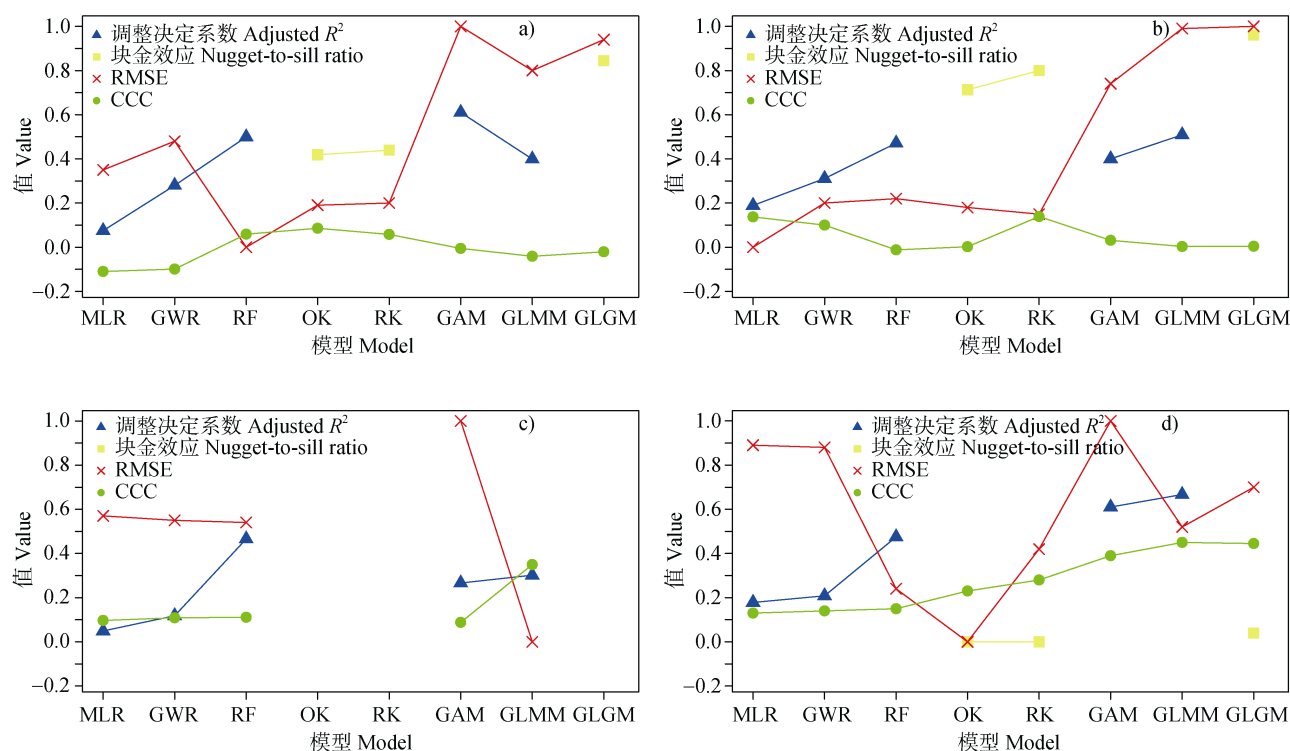 1.0
0.8
0.6
0.4
0.2
0.0
–0.2
值 Value
调整决定系数 Adjusted R²
块金效应 Nugget-to-sill ratio
RMSE
CCC
a)
MLR GWR RF OK RK GAM GLMM GLGM
模型 Model
1.0
0.8
0.6
0.4
0.2
0.0
–0.2
值 Value
调整决定系数 Adjusted R²
块金效应 Nugget-to-sill ratio
RMSE
CCC
b)
MLR GWR RF OK RK GAM GLMM GLGM
模型 Model
1.0
0.8
0.6
0.4
0.2
0.0
–0.2
值 Value
调整决定系数 Adjusted R²
块金效应 Nugget-to-sill ratio
RMSE
CCC
c)
MLR GWR RF OK RK GAM GLMM GLGM
模型 Model
1.0
0.8
0.6
0.4
0.2
0.0
–0.2
值 Value
调整决定系数 Adjusted R²
块金效应 Nugget-to-sill ratio
RMSE
CCC
d)
MLR GWR RF OK RK GAM GLMM GLGM
模型 Model